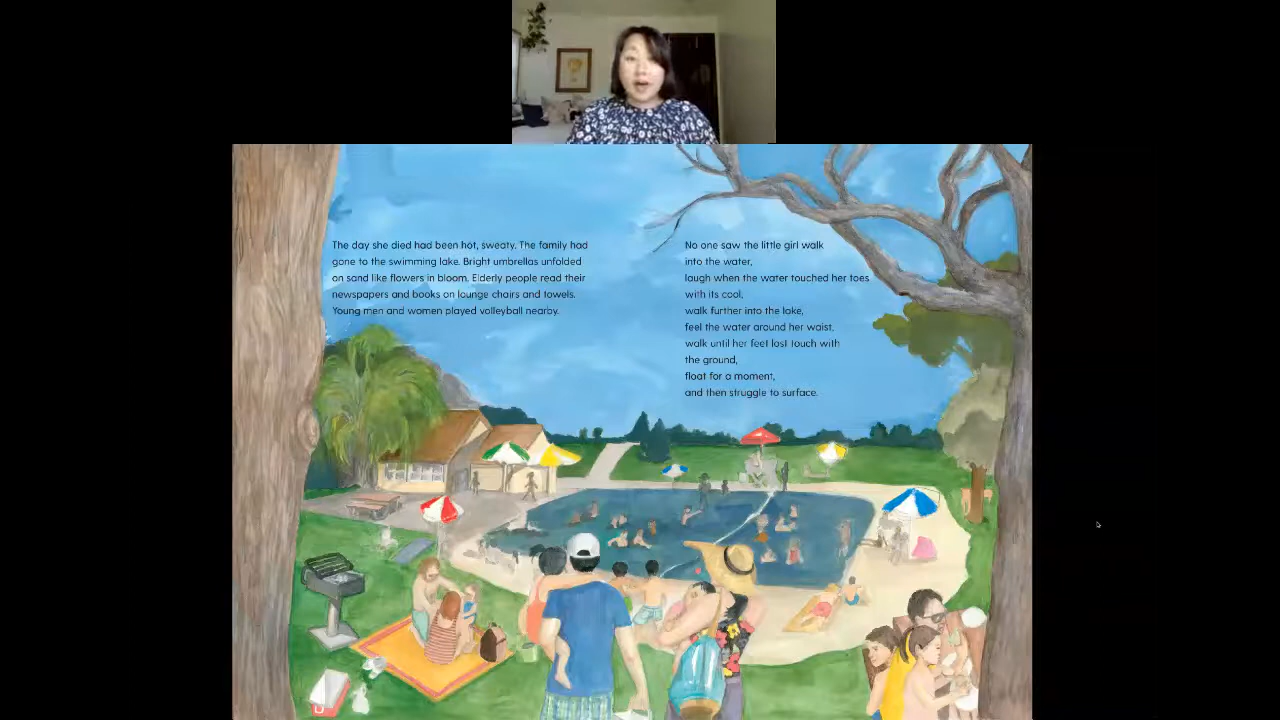 The day she died had been hot, sweaty. The family had
gone to the swimming lake. Bright umbrellas unfolded
on sand like flowers in bloom. Elderly people read their
newspapers and books on lounge chairs and towels.
Young men and women played volleyball nearby.
No one saw the little girl walk
into the water,
laugh when the water touched her toes
with its cool,
walk further into the lake,
feel the water around her waist,
walk until her feet lost touch with
the ground,
float for a moment,
and then struggle to surface.